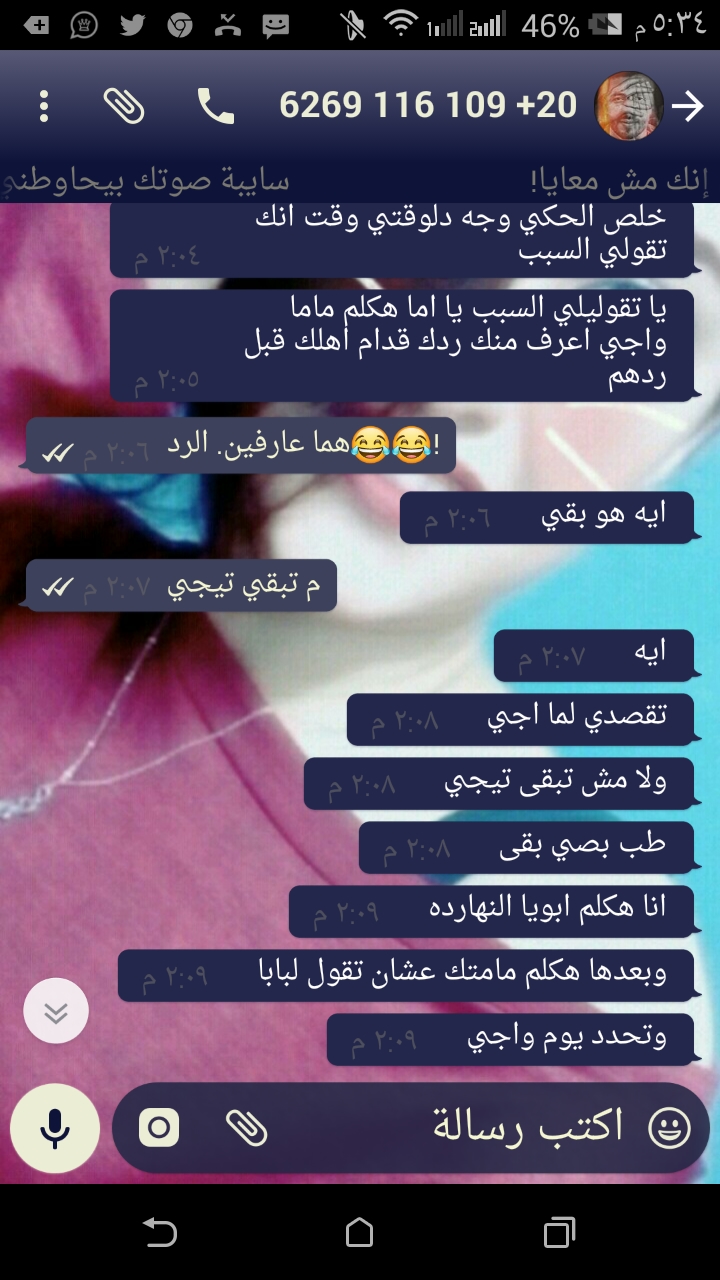 46% ٥:٣٤ م
6269 116 109 20+
إنك مش معايا! سايبة صوتك بيحاوطني
خلص الحكي وجه دلوقتي وقت انك
تقولي السبب
٢:٠٤ م
يا تقوليلي السبب يا اما هكلم ماما
واجي اعرف منك ردك قدام اهلك قبل
ردهم
٢:٠٥ م
!😂😂هما عارفين. الرد ٢:٠٦ م
ايه هو بقي ٢:٠٦ م
م تبقي تيجي ٢:٠٧ م
ايه ٢:٠٧ م
تقصدي لما اجي ٢:٠٨ م
ولا مش تبقى تيجي ٢:٠٨ م
طب بصي بقى ٢:٠٨ م
انا هكلم ابويا النهارده ٢:٠٩ م
وبعدها هكلم مامتك عشان تقول لبابا ٢:٠٩ م
وتحدد يوم واجي ٢:٠٩ م
اكتب رسالة